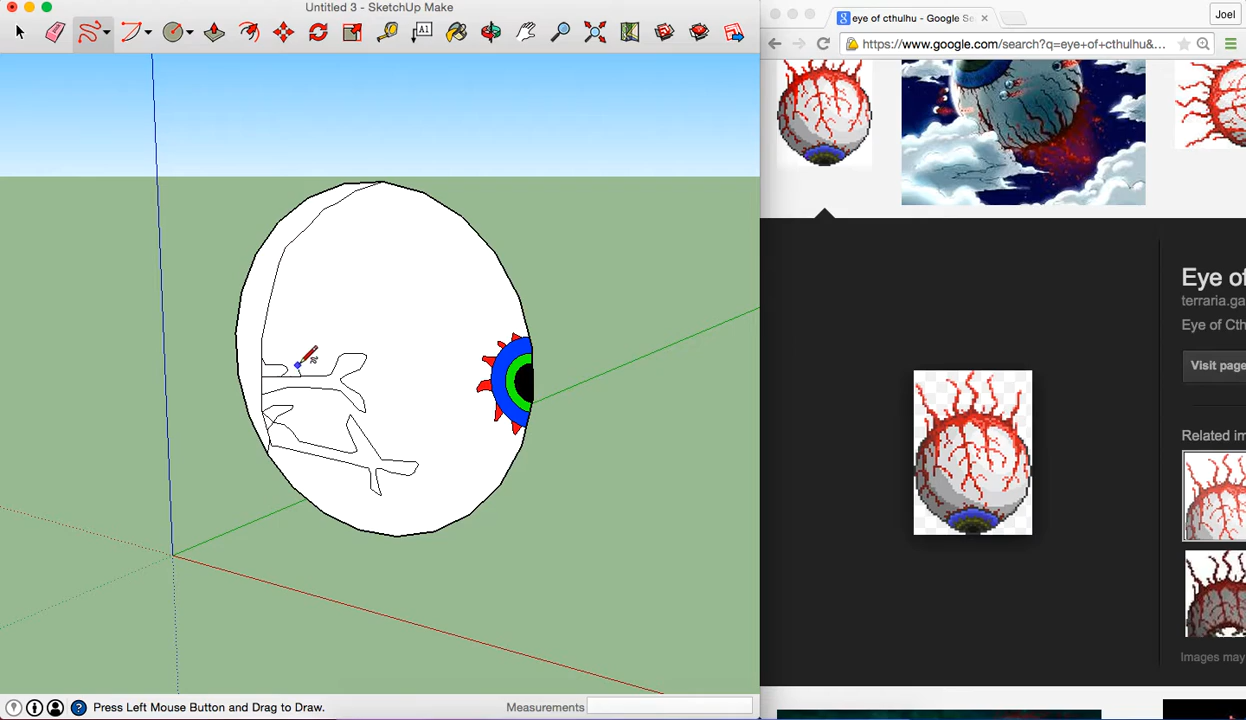 Untitled 3 - SketchUp Make
A1
Press Left Mouse Button and Drag to Draw.
Measurements
eye of cthulhu - Google Se
Joel
https://www.google.com/search?q=eye+of+cthulhu&...
Eye of
terraria.ga
Eye of Cth
Visit page
Related im
Images may